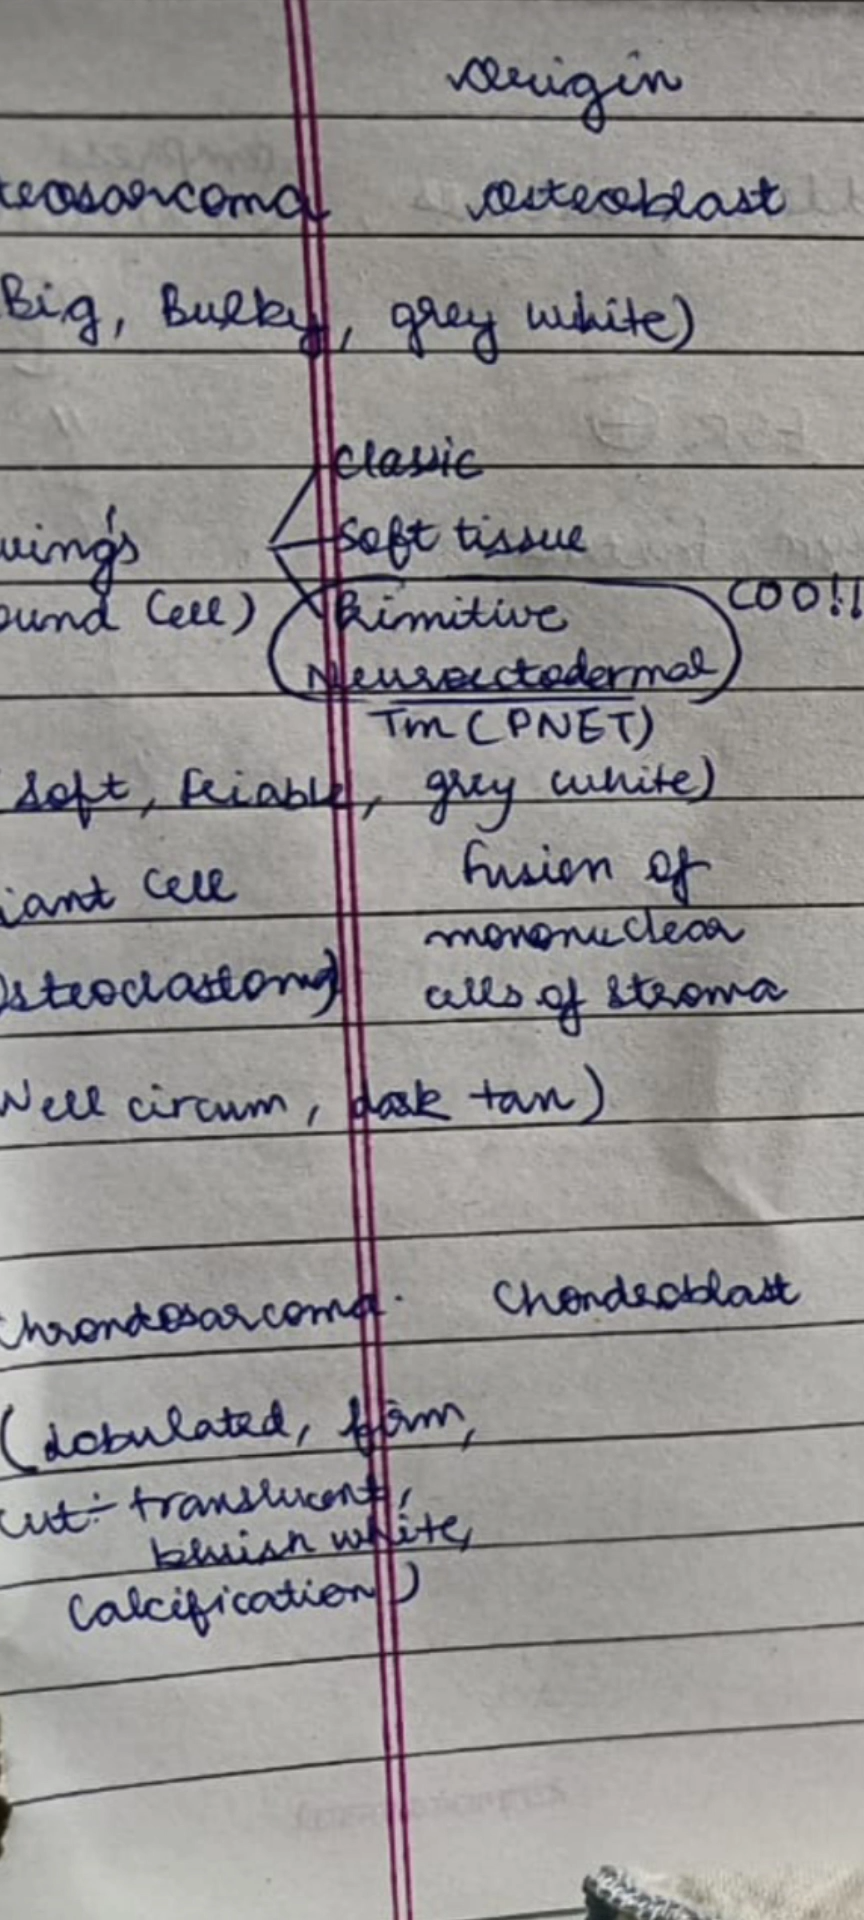 Origin
teosarcoma Osteoblast
Big, Bulky, grey white)
Classic
wing's Soft tissue
ound Cell) Primitive COO!!
Neuroectodermal
Tm (PNET)
(Soft, friable, grey white)
iant Cell fusion of
mononuclear
Osteoclastoma) cells of stroma
Well circum, dark tan)
Chrondosarcoma. Chondroblast
(Lobulated, firm,
Cut:- translucent,
bluish white,
Calcification)